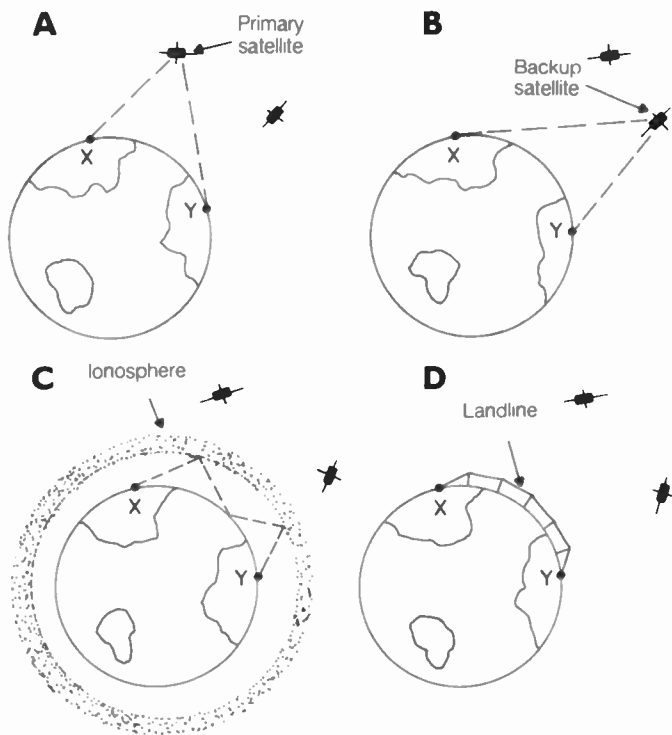 A
Primary
satellite
X
Y
B
Backup
satellite
X
Y
C
Ionosphere
X
Y
D
Landline
X
Y